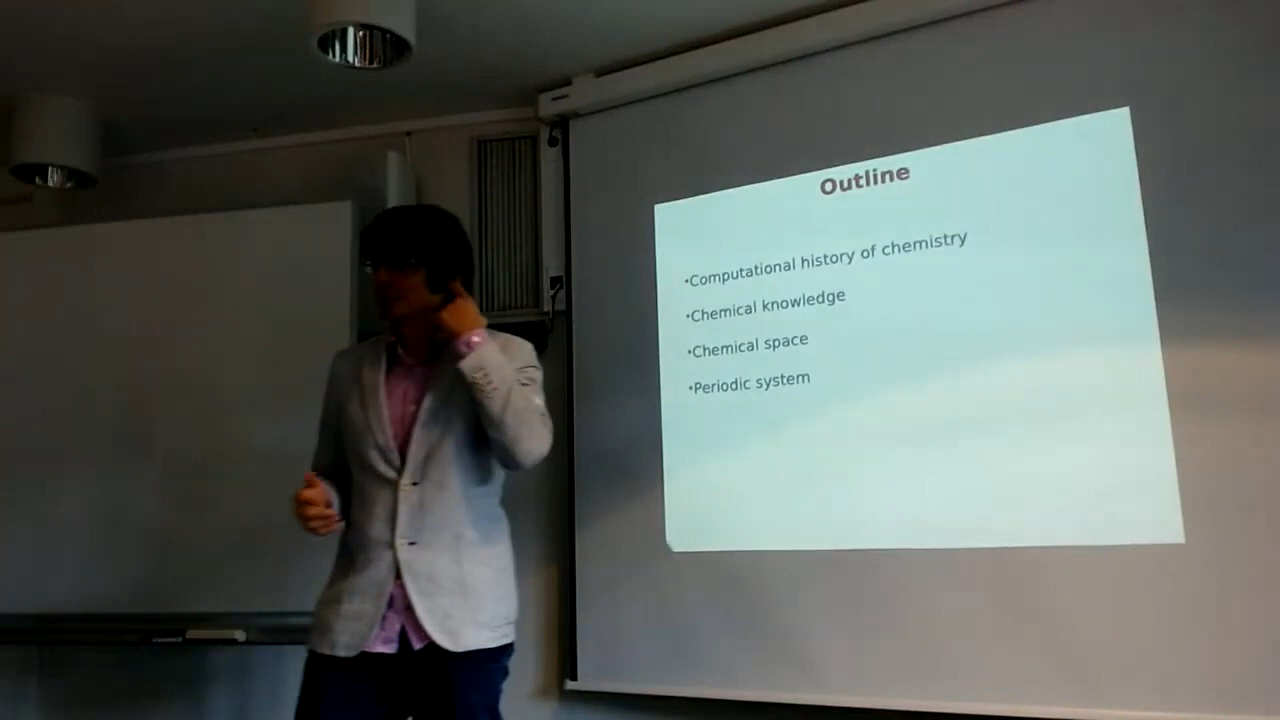 Outline
•Computational history of chemistry
•Chemical knowledge
•Chemical space
•Periodic system